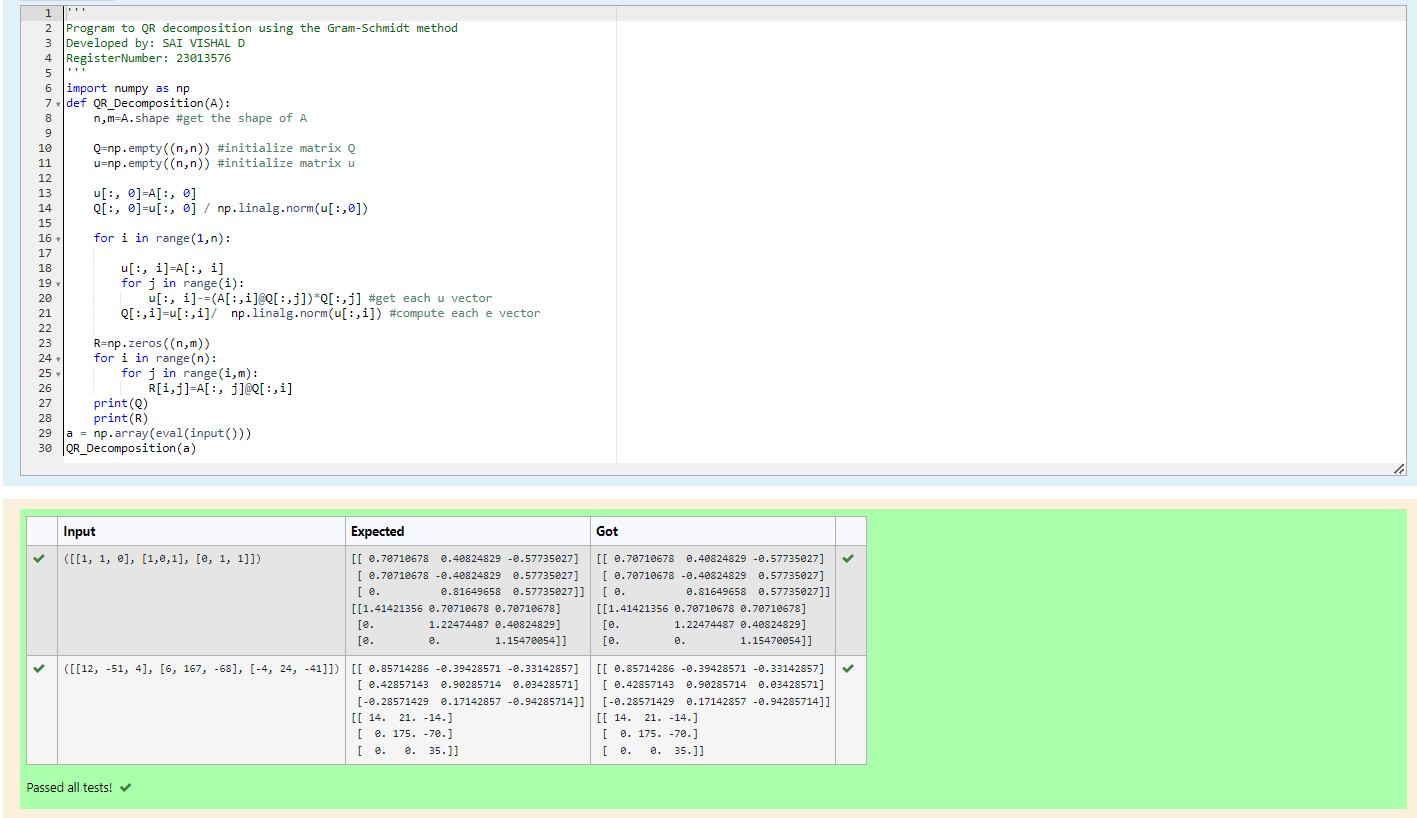 1 '''
2 Program to QR decomposition using the Gram-Schmidt method
3 Developed by: SAI VISHAL D
4 RegisterNumber: 23013576
5 '''
6 import numpy as np
7 def QR_Decomposition(A):
8     n,m=A.shape #get the shape of A
9
10     Q=np.empty((n,n)) #initialize matrix Q
11     u=np.empty((n,n)) #initialize matrix u
12
13     u[:, 0]=A[:, 0]
14     Q[:, 0]=u[:, 0] / np.linalg.norm(u[:,0])
15
16     for i in range(1,n):
17
18         u[:, i]=A[:, i]
19         for j in range(i):
20             u[:, i]-=(A[:,i]@Q[:,j])*Q[:,j] #get each u vector
21         Q[:,i]=u[:,i]/  np.linalg.norm(u[:,i]) #compute each e vector
22
23     R=np.zeros((n,m))
24     for i in range(n):
25         for j in range(i,m):
26             R[i,j]=A[:, j]@Q[:,i]
27     print(Q)
28     print(R)
29 a = np.array(eval(input()))
30 QR_Decomposition(a)
Input Expected Got
([[1, 1, 0], [1,0,1], [0, 1, 1]]) [[ 0.70710678  0.40824829 -0.57735027] [[ 0.70710678  0.40824829 -0.57735027]
[ 0.70710678 -0.40824829  0.57735027] [ 0.70710678 -0.40824829  0.57735027]
[ 0.          0.81649658  0.57735027]] [ 0.          0.81649658  0.57735027]]
[[1.41421356 0.70710678 0.70710678] [[1.41421356 0.70710678 0.70710678]
[0.         1.22474487 0.40824829] [0.         1.22474487 0.40824829]
[0.         0.         1.15470054]] [0.         0.         1.15470054]]
([[12, -51, 4], [6, 167, -68], [-4, 24, -41]]) [[ 0.85714286 -0.39428571 -0.33142857] [[ 0.85714286 -0.39428571 -0.33142857]
[ 0.42857143  0.90285714  0.03428571] [ 0.42857143  0.90285714  0.03428571]
[-0.28571429  0.17142857 -0.94285714]] [-0.28571429  0.17142857 -0.94285714]]
[[ 14.  21. -14.] [[ 14.  21. -14.]
[  0. 175. -70.] [  0. 175. -70.]
[  0.   0.  35.]] [  0.   0.  35.]]
Passed all tests!